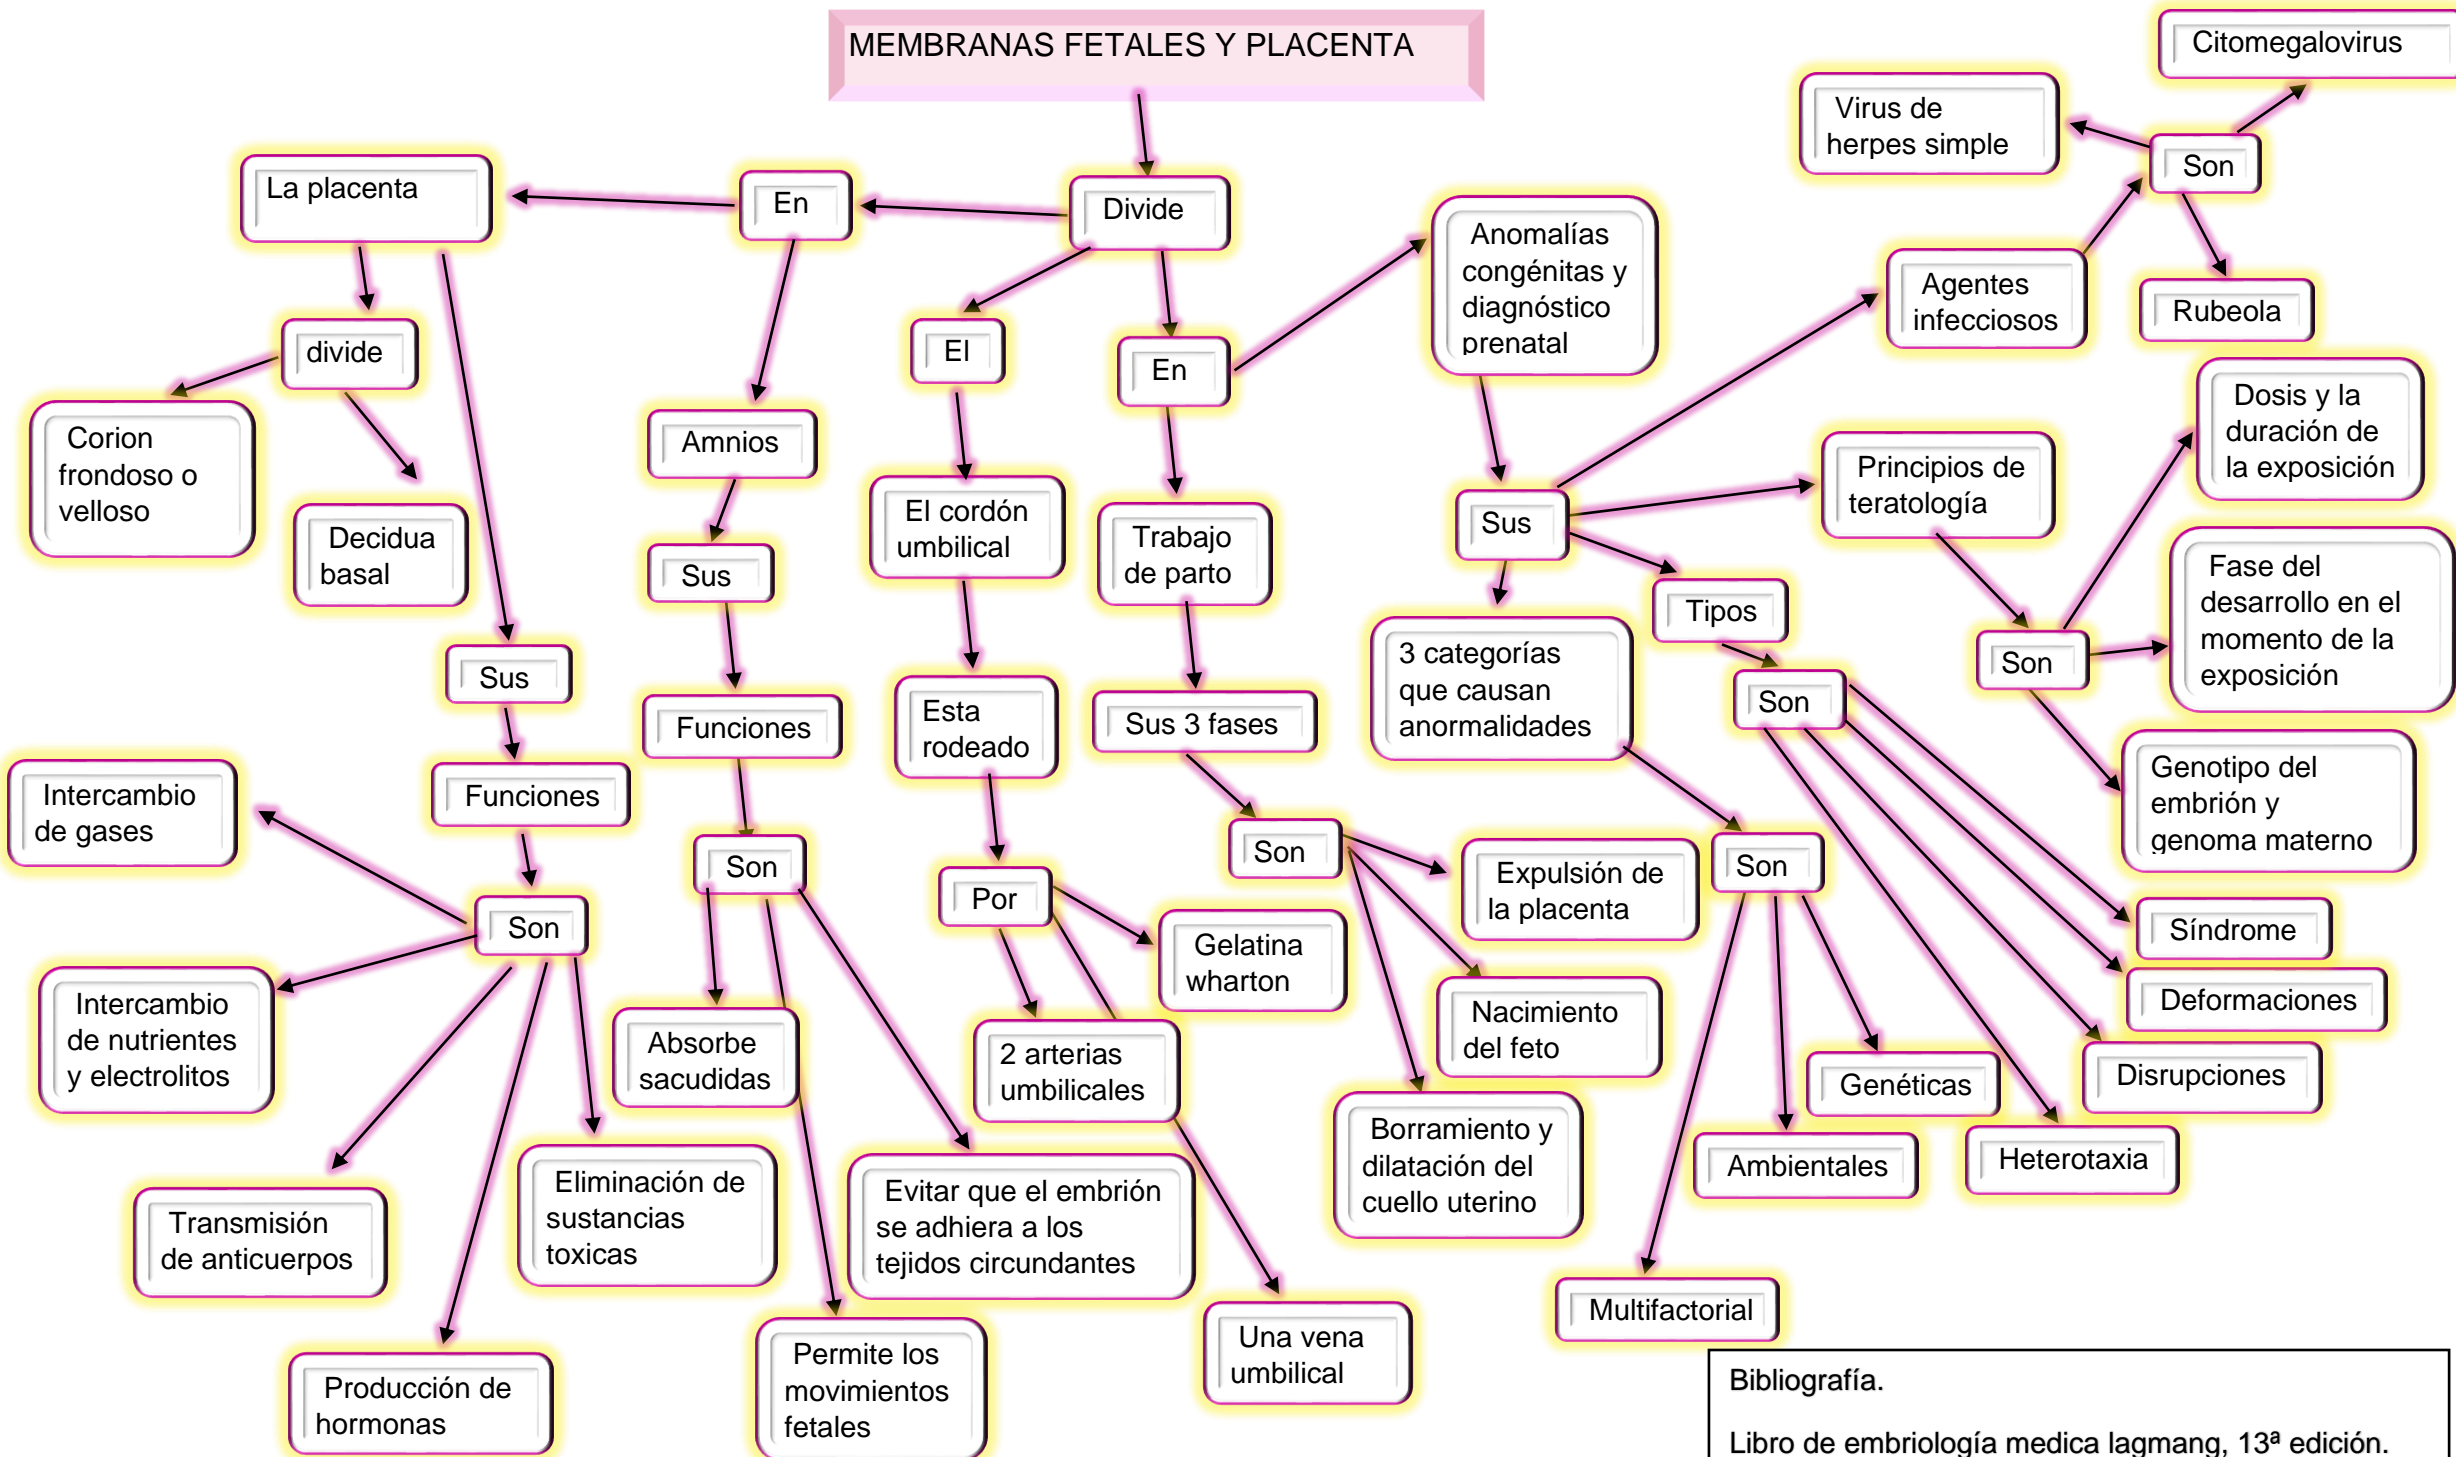 MEMBRANAS FETALES Y PLACENTA
Citomegalovirus
Virus de
herpes simple
Son
La placenta
En
Divide
Anomalías
congénitas y
diagnóstico
prenatal
Agentes
infecciosos
Rubeola
divide
El
En
Corion
frondoso o
velloso
Decidua
basal
Amnios
El cordón
umbilical
Trabajo
de parto
Sus
Principios de
teratología
Dosis y la
duración de
la exposición
Sus
Tipos
Fase del
desarrollo en el
momento de la
exposición
Son
Sus
3 categorías
que causan
anormalidades
Son
Funciones
Esta
rodeado
Sus 3 fases
Genotipo del
embrión y
genoma materno
Intercambio
de gases
Funciones
Son
Por
Son
Expulsión de
la placenta
Son
Síndrome
Son
Gelatina
wharton
Deformaciones
Intercambio
de nutrientes
y electrolitos
Absorbe
sacudidas
2 arterias
umbilicales
Nacimiento
del feto
Genéticas
Disrupciones
Borramiento y
dilatación del
cuello uterino
Ambientales
Heterotaxia
Transmisión
de anticuerpos
Eliminación de
sustancias
toxicas
Evitar que el embrión
se adhiera a los
tejidos circundantes
Multifactorial
Producción de
hormonas
Permite los
movimientos
fetales
Una vena
umbilical
Bibliografía.
Libro de embriología medica lagmang, 13ª edición.